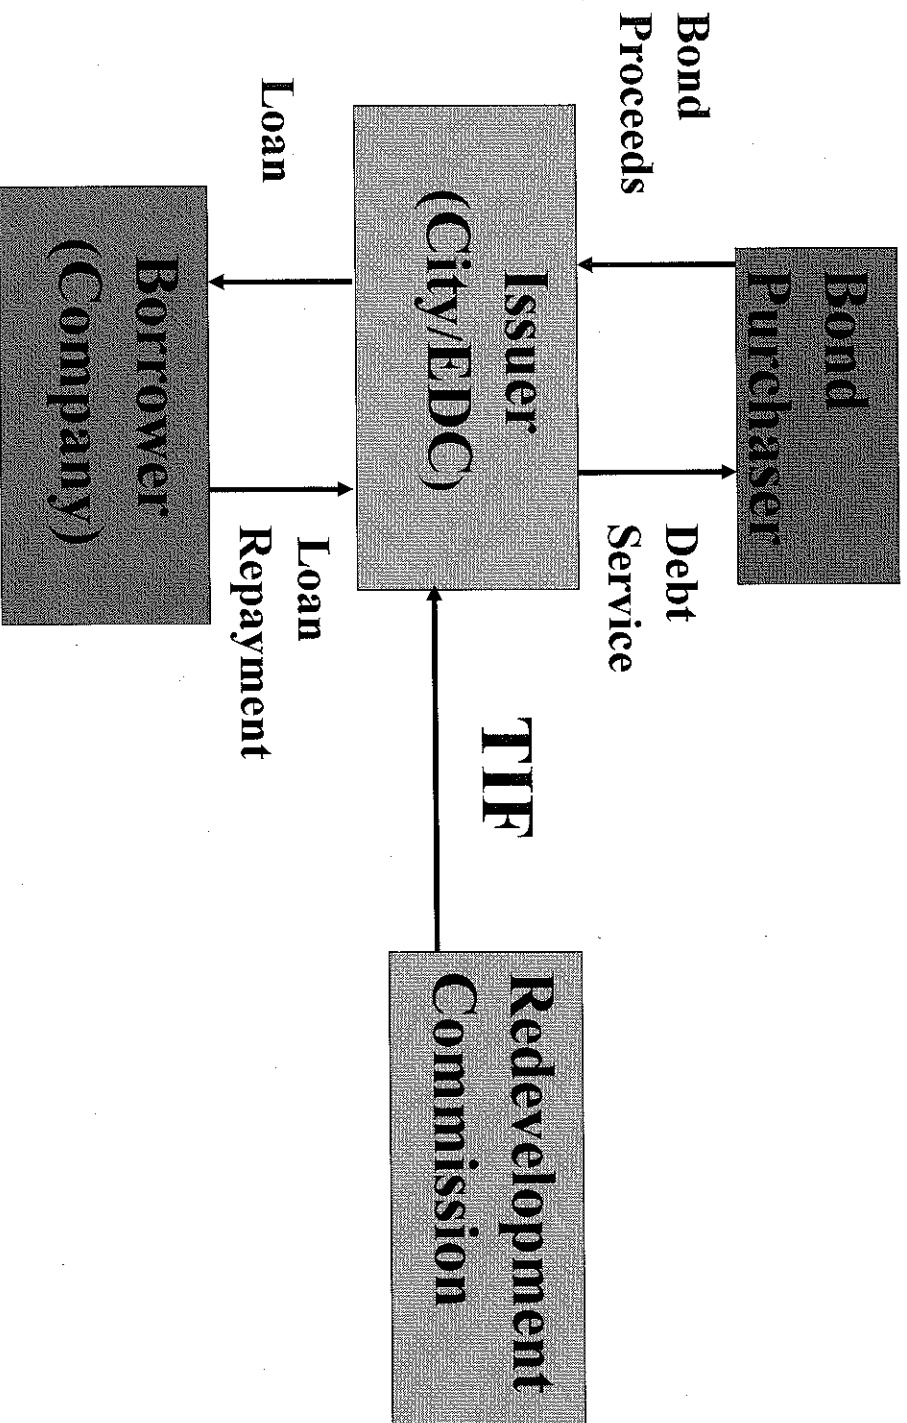 Bond
Purchaser
Bond
Proceeds
Debt
Service
Issuer
(City/EDC)
TIF
Redevelopment
Commission
Loan
Loan
Repayment
Borrower
(Company)